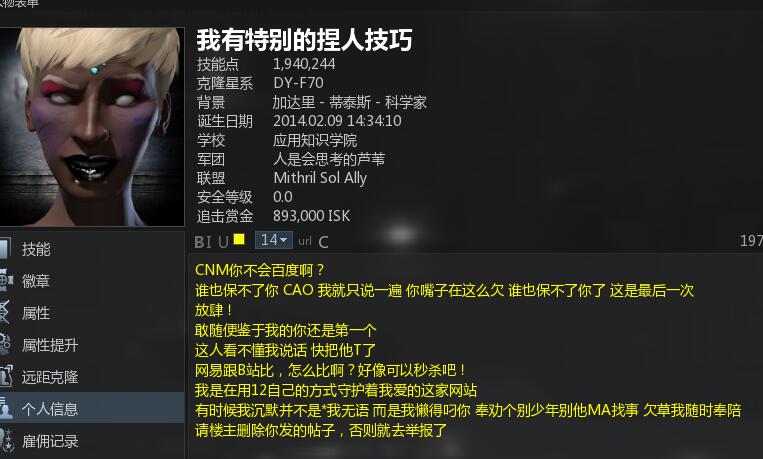 人物表单
我有特别的捏人技巧
技能点 1,940,244
克隆星系 DY-F70
背景 加达里 - 蒂泰斯 - 科学家
诞生日期 2014.02.09 14:34:10
学校 应用知识学院
军团 人是会思考的芦苇
联盟 Mithril Sol Ally
安全等级 0.0
追击赏金 893,000 ISK
B I U 14 url C 197
技能
徽章
属性
属性提升
远距克隆
个人信息
雇佣记录
CNM你不会百度啊？
谁也保不了你 CAO 我就只说一遍 你嘴子在这么欠 谁也保不了你了 这是最后一次
放肆！
敢随便鉴于我的你还是第一个
这人看不懂我说话 快把他T了
网易跟B站比，怎么比啊？好像可以秒杀吧！
我是在用12自己的方式守护着我爱的这家网站
有时候我沉默并不是*我无语 而是我懒得叼你 奉劝个别少年别他MA找事 欠草我随时奉陪
请楼主删除你发的帖子，否则就去举报了